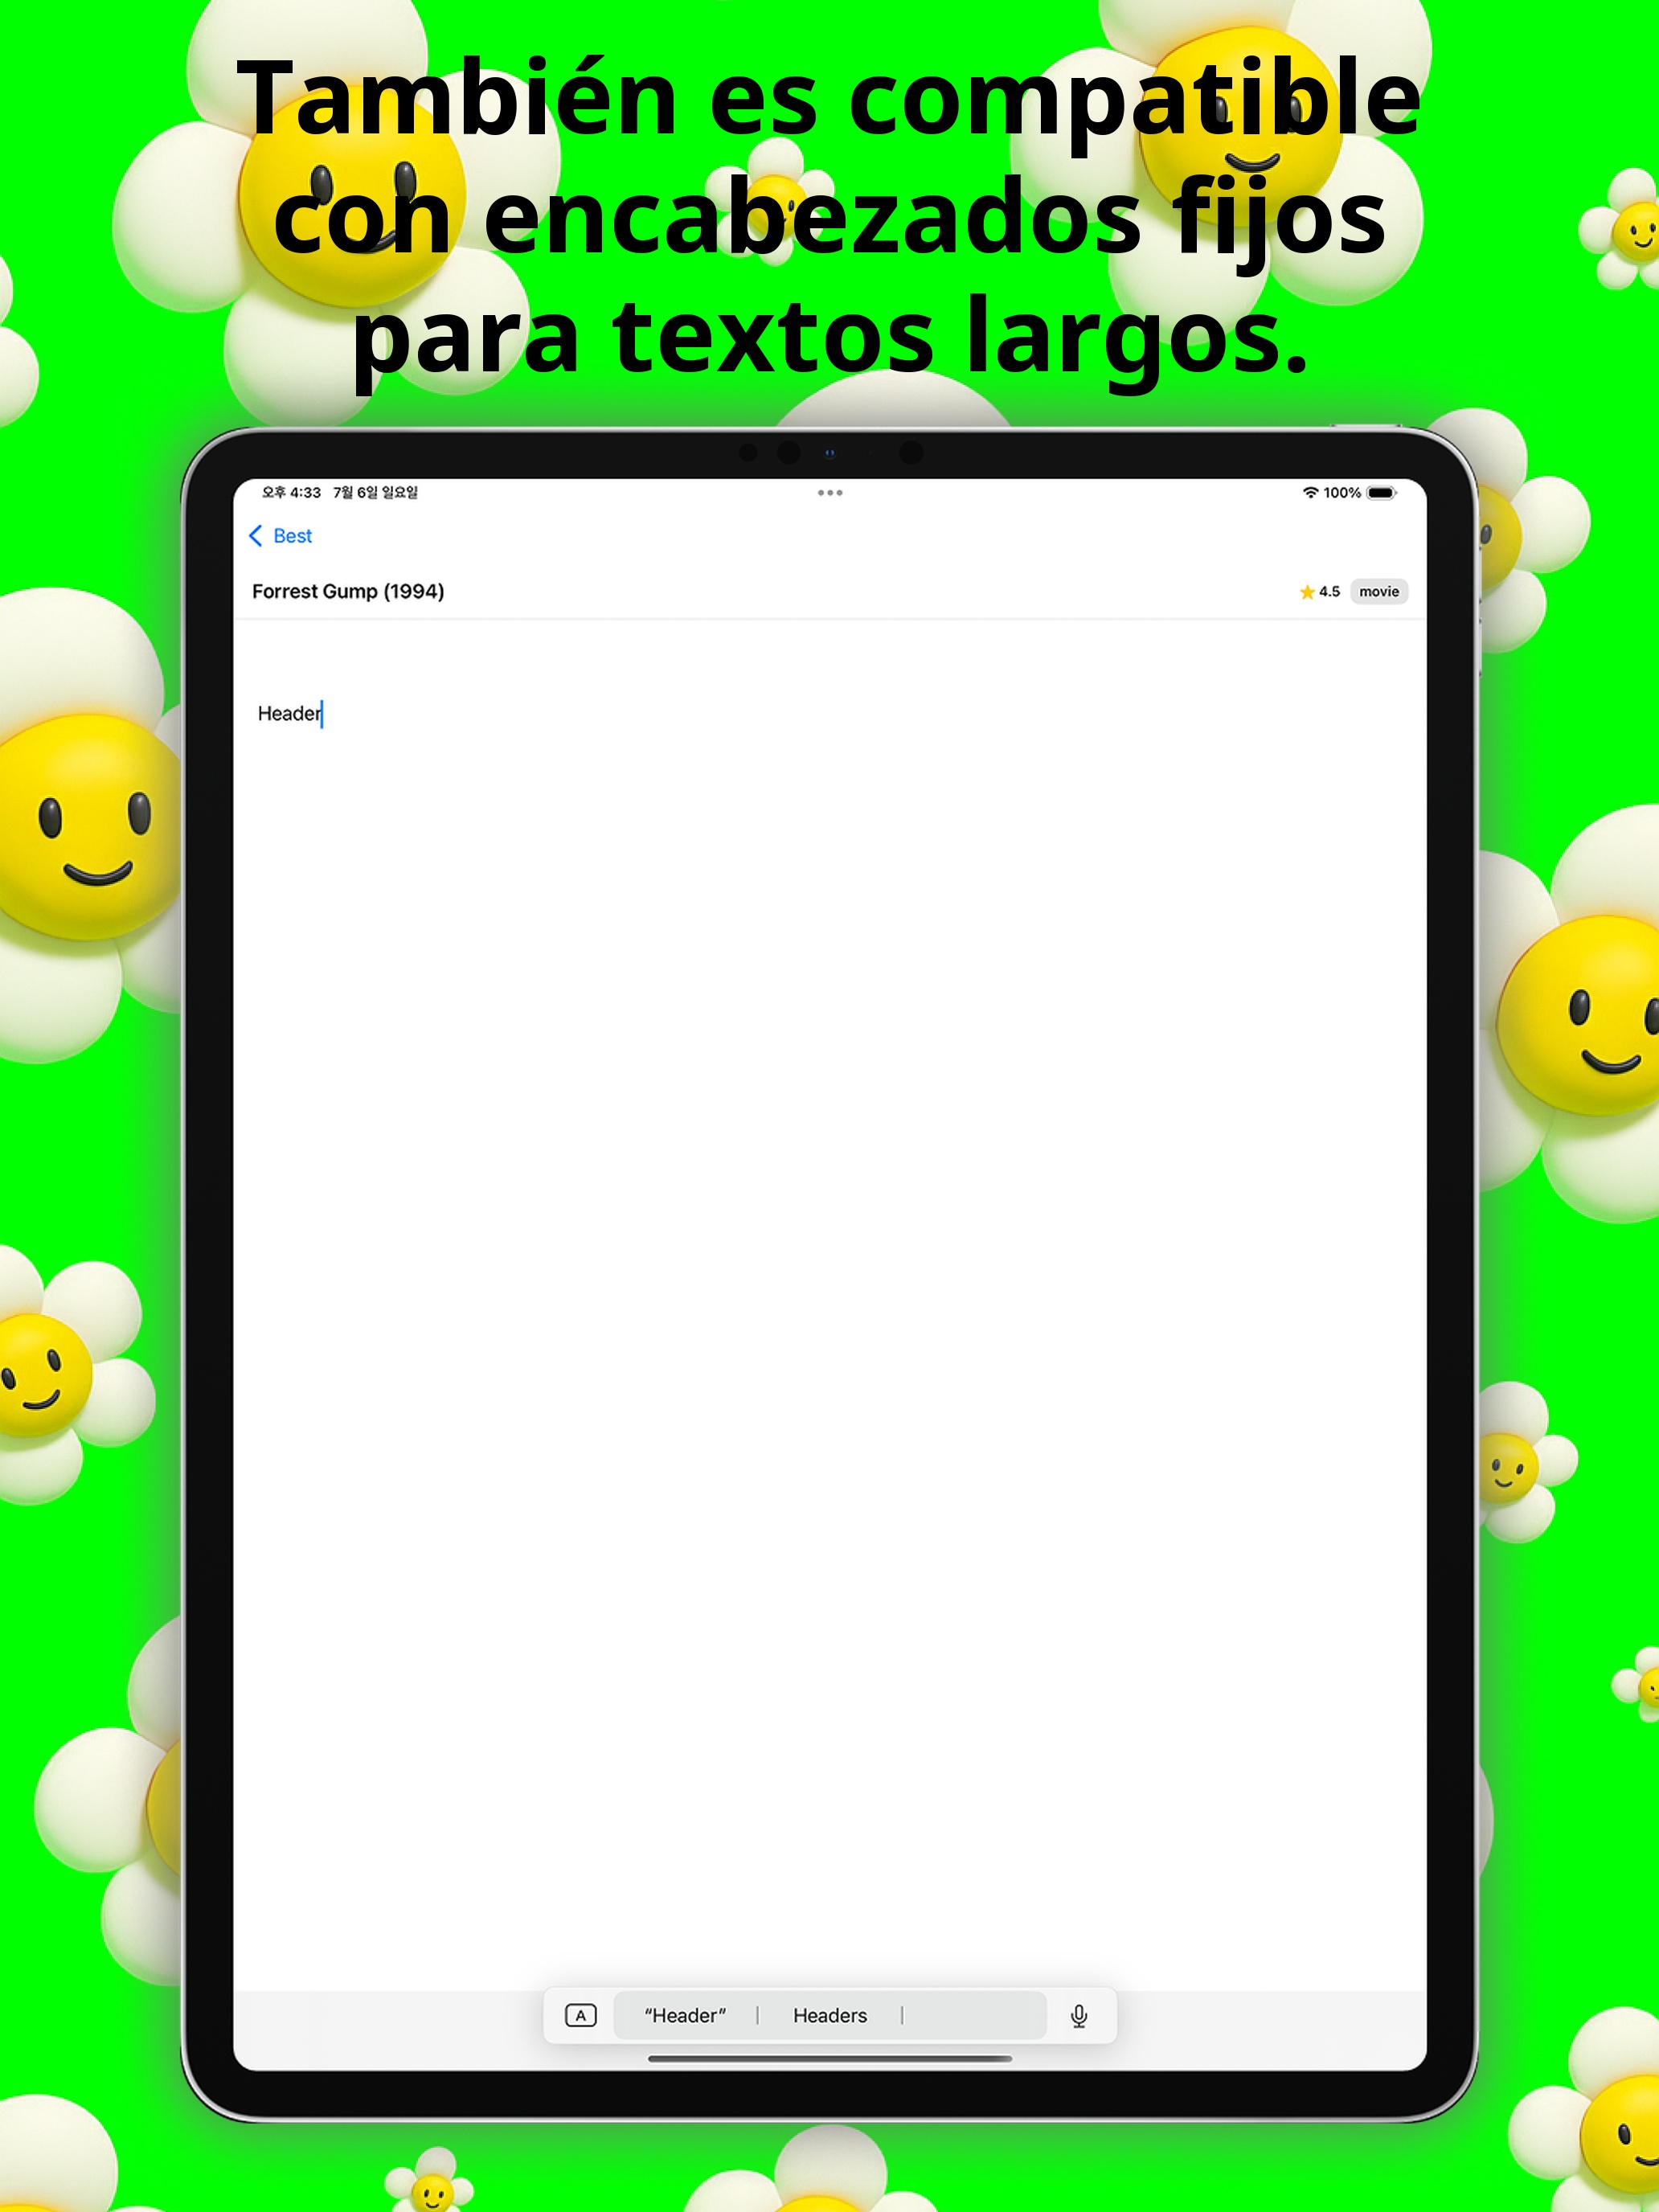 También es compatible
con encabezados fijos
para textos largos.
오후 4:33 7월 6일 일요일
100%
Best
Forrest Gump (1994)
4.5 movie
Header
A “Header” Headers